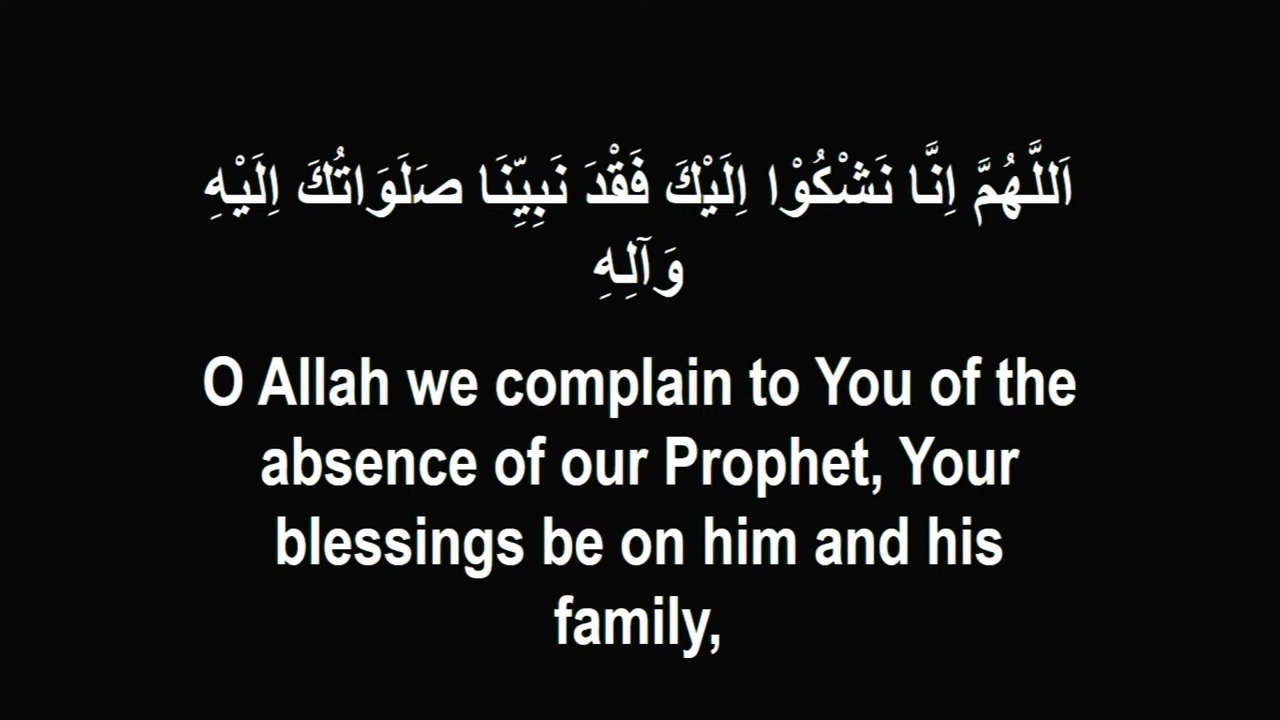 اَللَّهُمَّ اِنَّا نَشْكُوْا اِلَيْكَ فَقْدَ نَبِيِّنَا صَلَوَاتُكَ اِلَيْهِ
وَآلِهِ
O Allah we complain to You of the
absence of our Prophet, Your
blessings be on him and his
family,